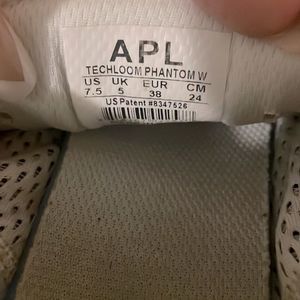 APL
TECHLOOM PHANTOM W
US UK EUR CM
7.5 5 38 24
US Patent #8347526